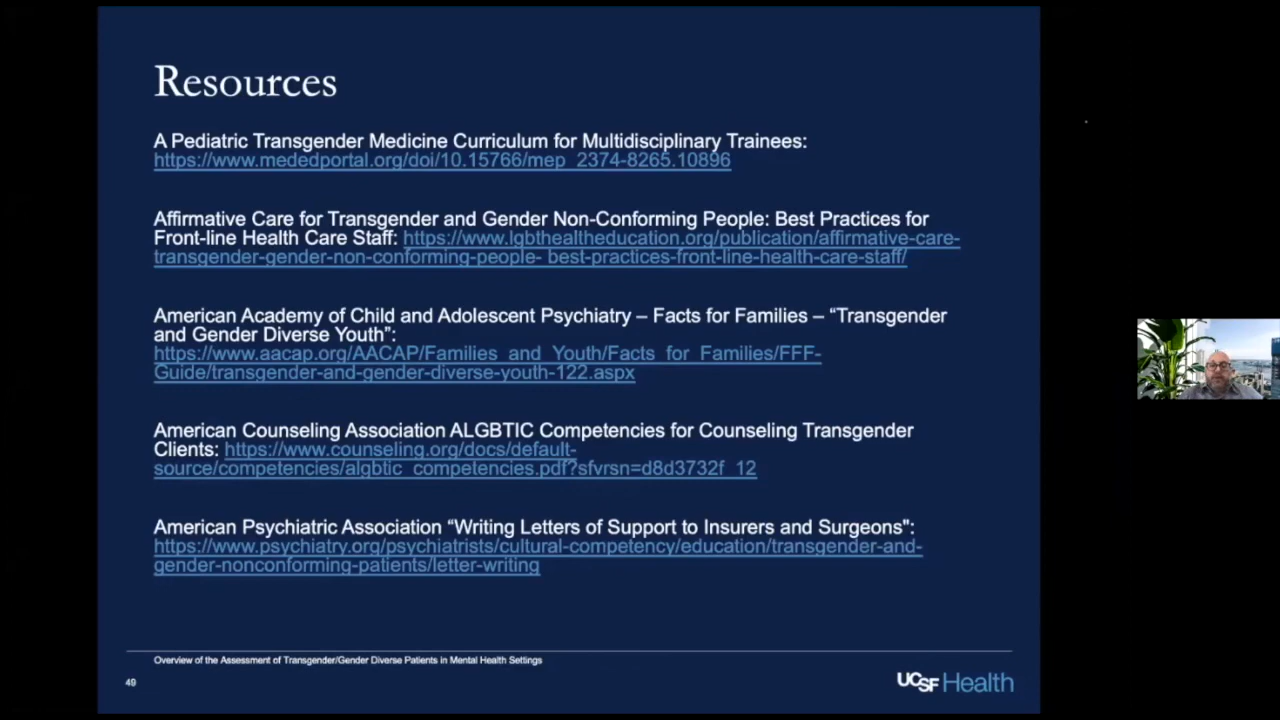 Resources
A Pediatric Transgender Medicine Curriculum for Multidisciplinary Trainees:
https://www.mededportal.org/doi/10.15766/mep_2374-8265.10896
Affirmative Care for Transgender and Gender Non-Conforming People: Best Practices for
Front-line Health Care Staff: https://www.lgbthealtheducation.org/publication/affirmative-care-
transgender-gender-non-conforming-people- best-practices-front-line-health-care-staff/
American Academy of Child and Adolescent Psychiatry – Facts for Families – “Transgender
and Gender Diverse Youth”:
https://www.aacap.org/AACAP/Families_and_Youth/Facts_for_Families/FFF-
Guide/transgender-and-gender-diverse-youth-122.aspx
American Counseling Association ALGBTIC Competencies for Counseling Transgender
Clients: https://www.counseling.org/docs/default-
source/competencies/algbtic_competencies.pdf?sfvrsn=d8d3732f_12
American Psychiatric Association “Writing Letters of Support to Insurers and Surgeons":
https://www.psychiatry.org/psychiatrists/cultural-competency/education/transgender-and-
gender-nonconforming-patients/letter-writing
Overview of the Assessment of Transgender/Gender Diverse Patients in Mental Health Settings
49
UCSF Health